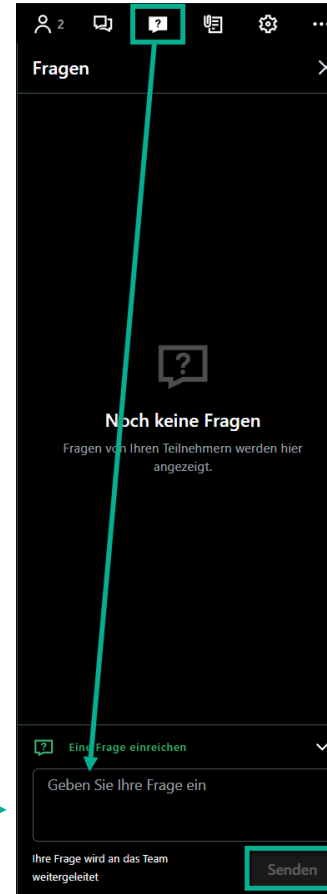 2
Fragen
Noch keine Fragen
Fragen von Ihren Teilnehmern werden hier
angezeigt.
Eine Frage einreichen
Geben Sie Ihre Frage ein
Ihre Frage wird an das Team
weitergeleitet
Senden